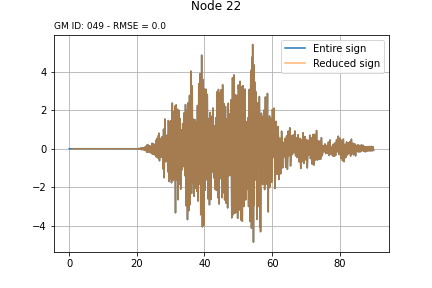 Node 22
GM ID: 049 - RMSE = 0.0
Entire sign
Reduced sign
4
2
0
−2
−4
0 20 40 60 80